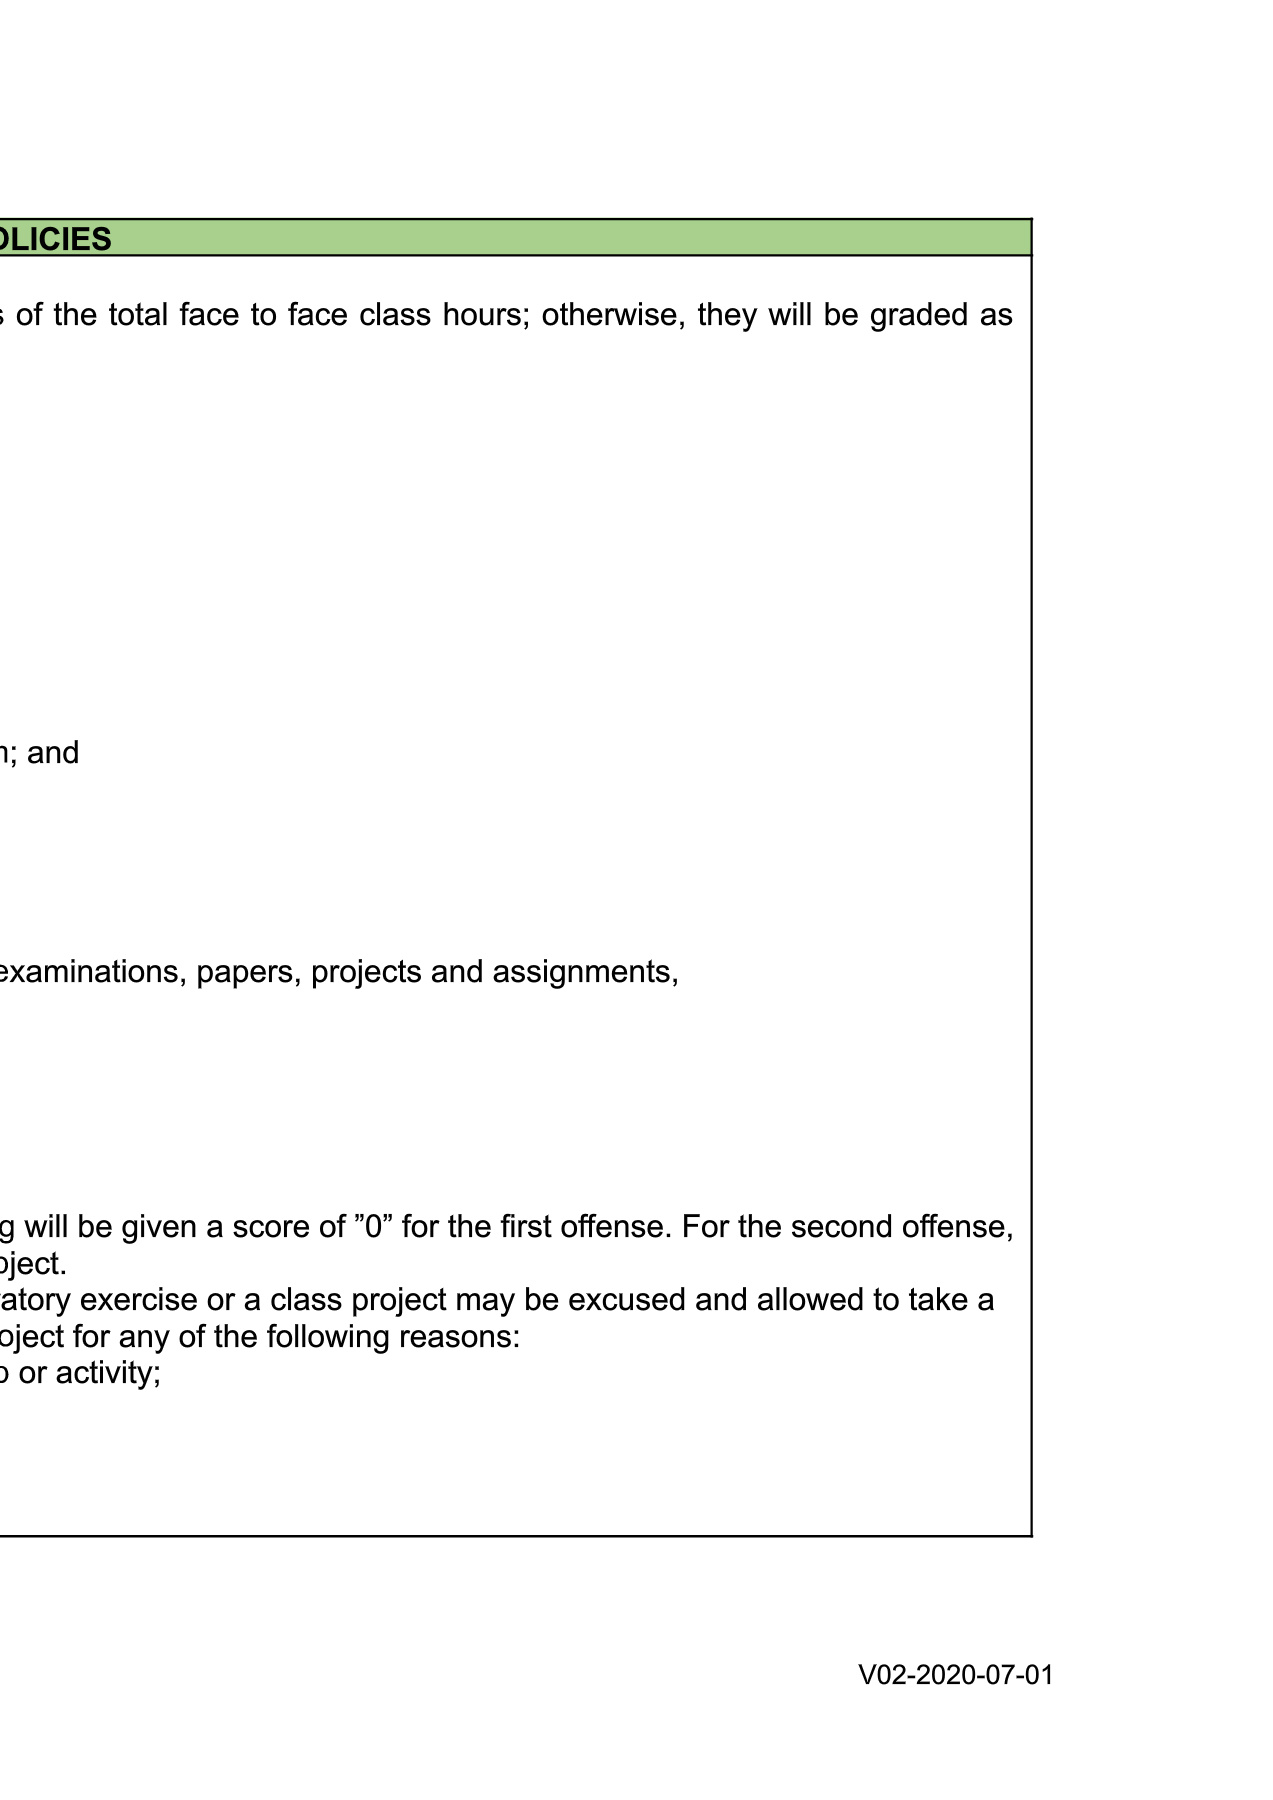 OLICIES
of the total face to face class hours; otherwise, they will be graded as
; and
examinations, papers, projects and assignments,
g will be given a score of ”0” for the first offense. For the second offense,
oject.
atory exercise or a class project may be excused and allowed to take a
oject for any of the following reasons:
or activity;
V02-2020-07-01